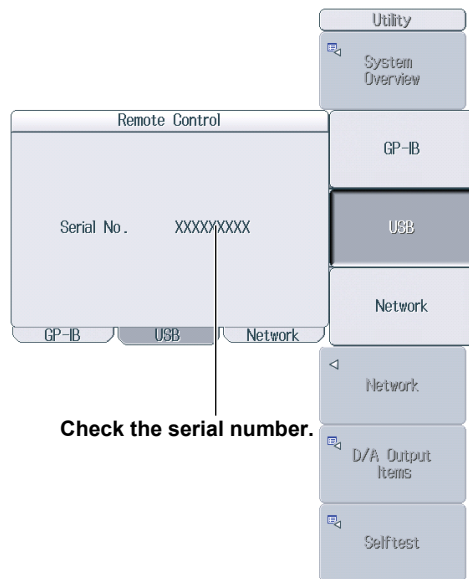 Utility
System
Overview
Remote Control
GP-IB
Serial No. XXXXXXXXX
USB
Network
GP-IB USB Network
Network
Check the serial number.
D/A Output
Items
Selftest